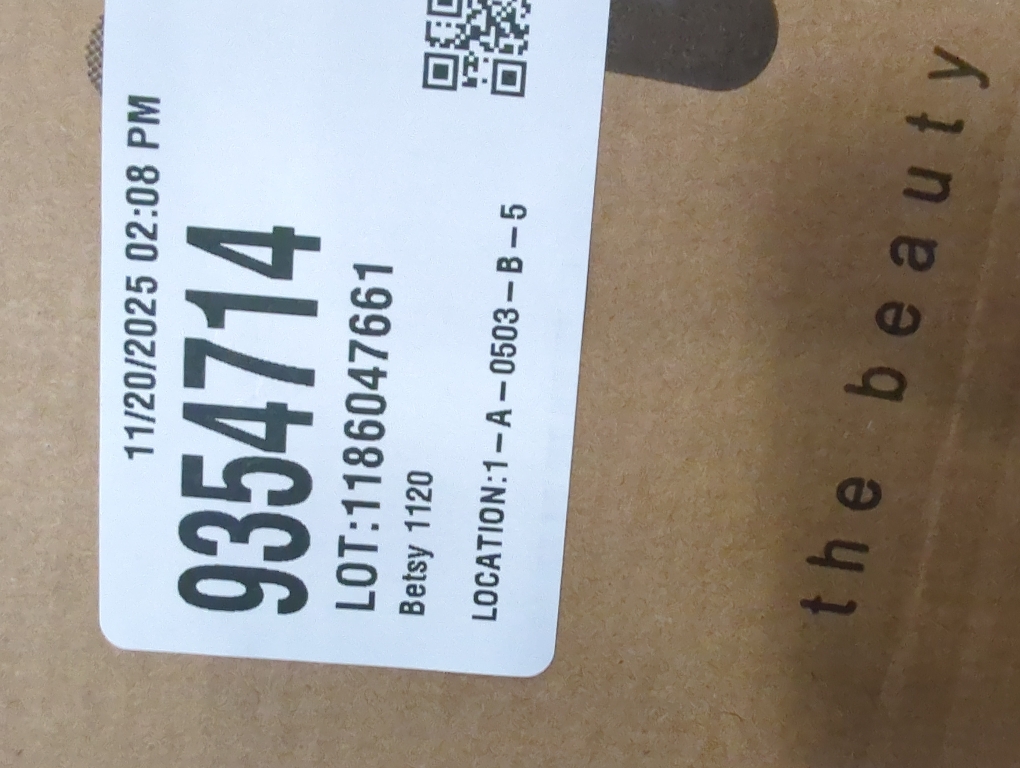 11/20/2025 02:08 PM
9354714
LOT:1186047661
Betsy 1120
LOCATION:1-A-0503-B-5
the beauty